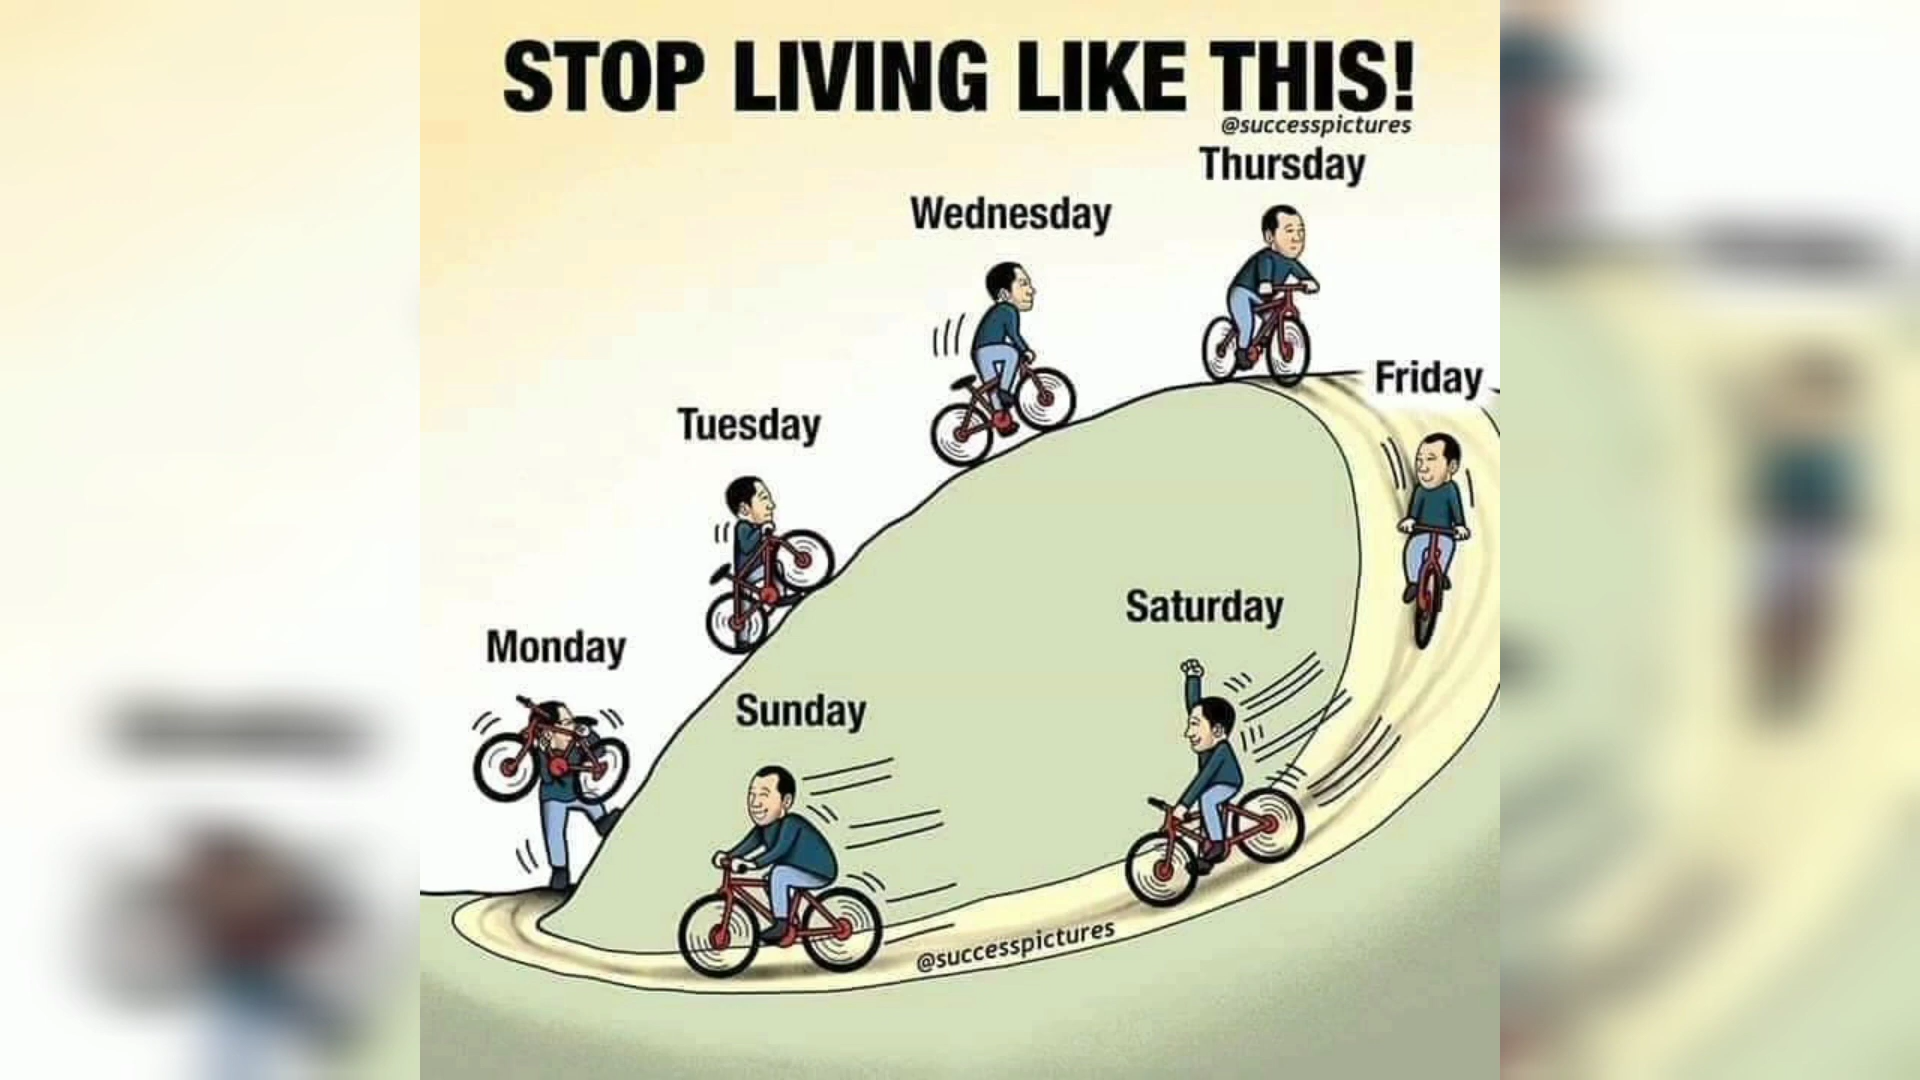 STOP LIVING LIKE THIS!
@successpictures
Thursday
Wednesday
Friday
Tuesday
Saturday
Monday
Sunday
@successpictures